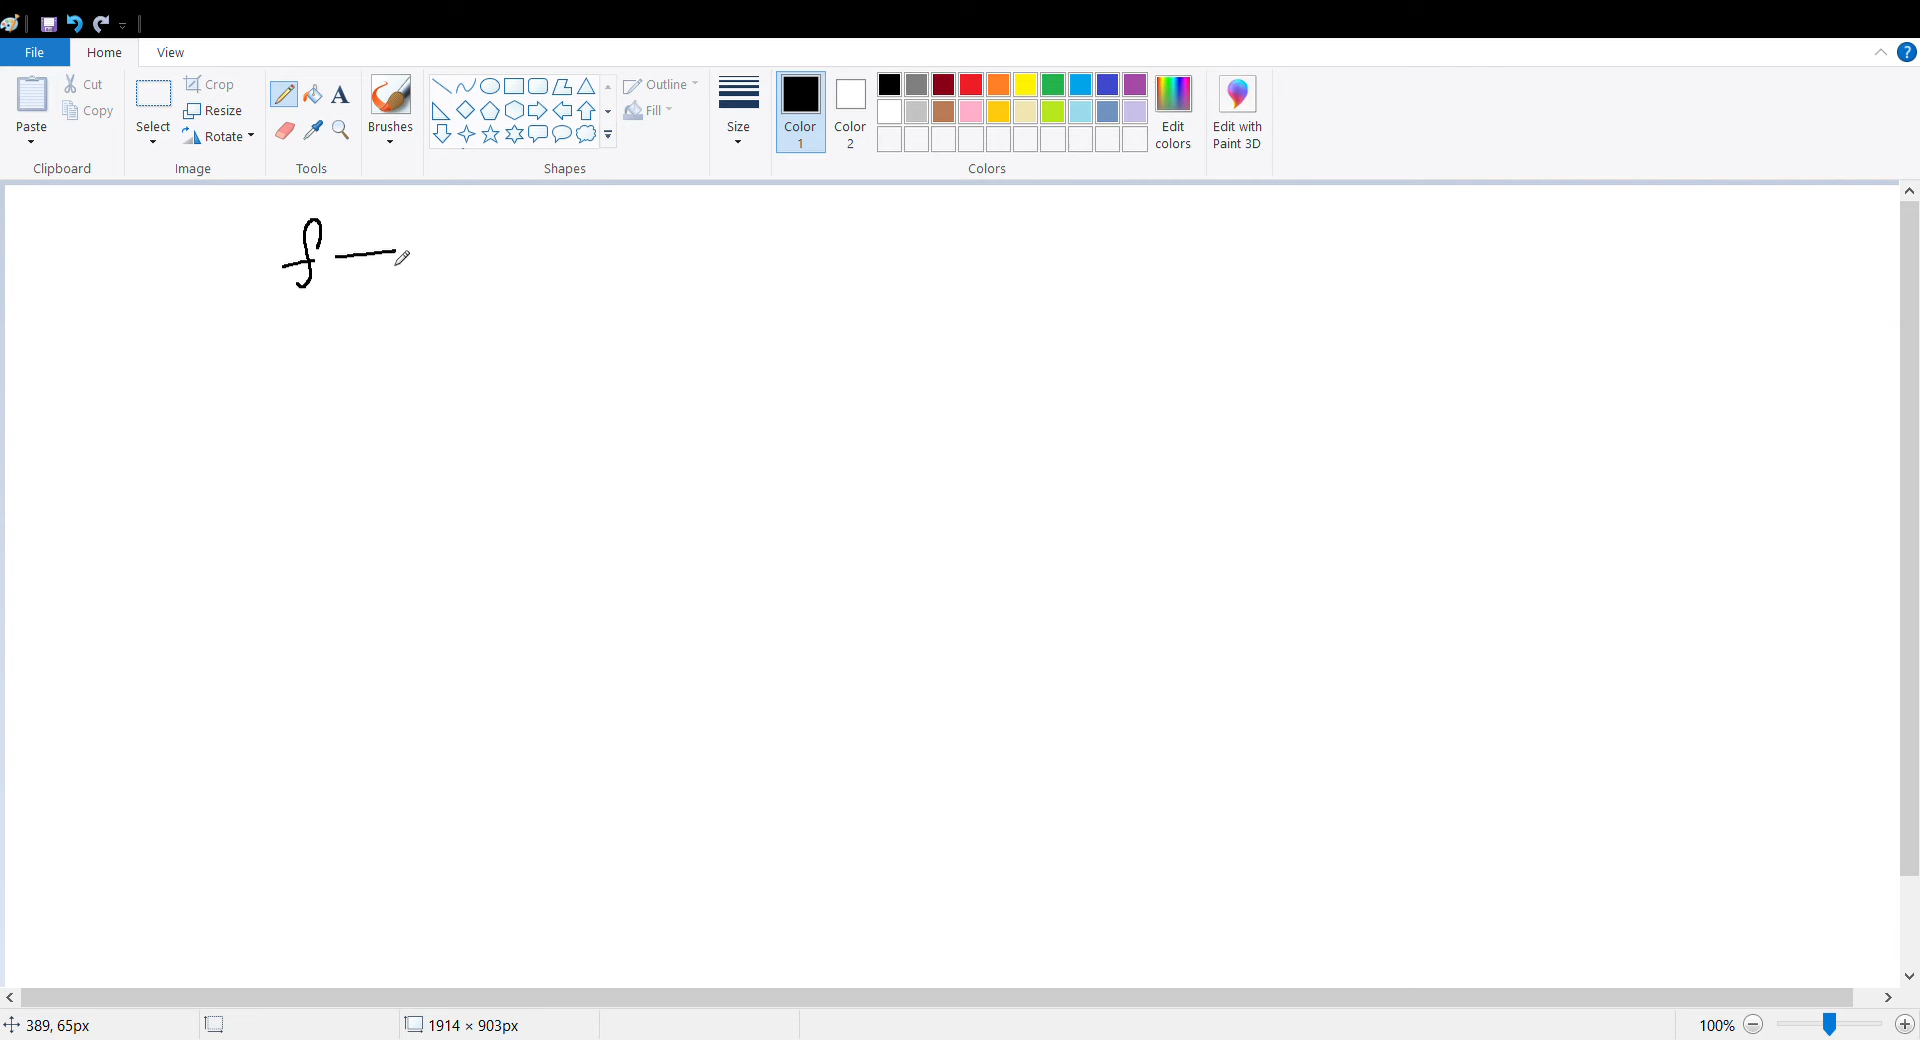 File Home View
Paste Cut Copy Select Crop Resize Rotate Brushes Outline Fill Size Color 1 Color 2 Edit colors Edit with Paint 3D
Clipboard Image Tools Shapes Colors
f —
389, 65px 1914 × 903px 100%